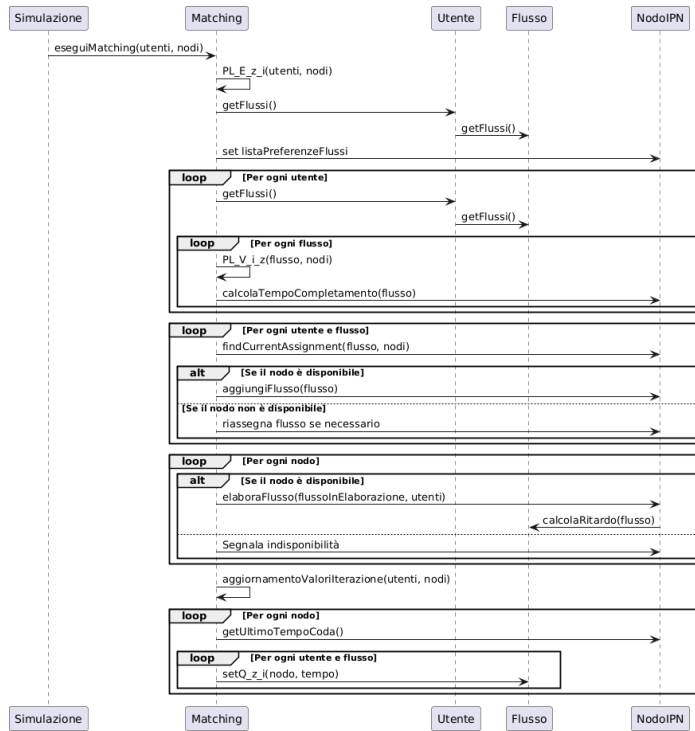 Simulazione Matching Utente Flusso NodoIPN
eseguiMatching(utenti, nodi)
PL_E_z_i(utenti, nodi)
getFlussi()
getFlussi()
set listaPreferenzeFlussi
loop [Per ogni utente]
getFlussi()
getFlussi()
loop [Per ogni flusso]
PL_V_i_z(flusso, nodi)
calcolaTempoCompletamento(flusso)
loop [Per ogni utente e flusso]
findCurrentAssignment(flusso, nodi)
alt [Se il nodo è disponibile]
aggiungiFlusso(flusso)
[Se il nodo non è disponibile]
riassegna flusso se necessario
loop [Per ogni nodo]
alt [Se il nodo è disponibile]
elaboraFlusso(flussoInElaborazione, utenti)
calcolaRitardo(flusso)
Segnala indisponibilità
aggiornamentoValoriIterazione(utenti, nodi)
loop [Per ogni nodo]
getUltimoTempoCoda()
loop [Per ogni utente e flusso]
setQ_z_i(nodo, tempo)
Simulazione Matching Utente Flusso NodoIPN